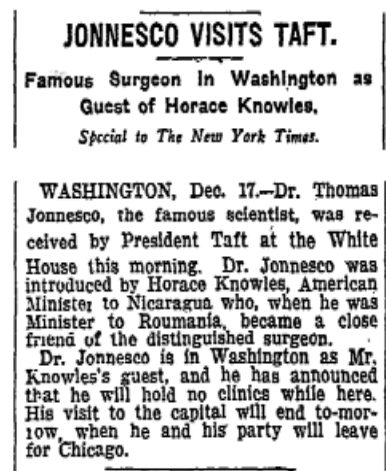 JONNESCO VISITS TAFT.
Famous Surgeon in Washington as
Guest of Horace Knowles.
Special to The New York Times.
WASHINGTON, Dec. 17.—Dr. Thomas
Jonnesco, the famous scientist, was re-
ceived by President Taft at the White
House this morning. Dr. Jonnesco was
introduced by Horace Knowles, American
Minister to Nicaragua who, when he was
Minister to Roumania, became a close
friend of the distinguished surgeon.
Dr. Jonnesco is in Washington as Mr.
Knowles's guest, and he has announced
that he will hold no clinics while here.
His visit to the capital will end to-mor-
row, when he and his party will leave
for Chicago.